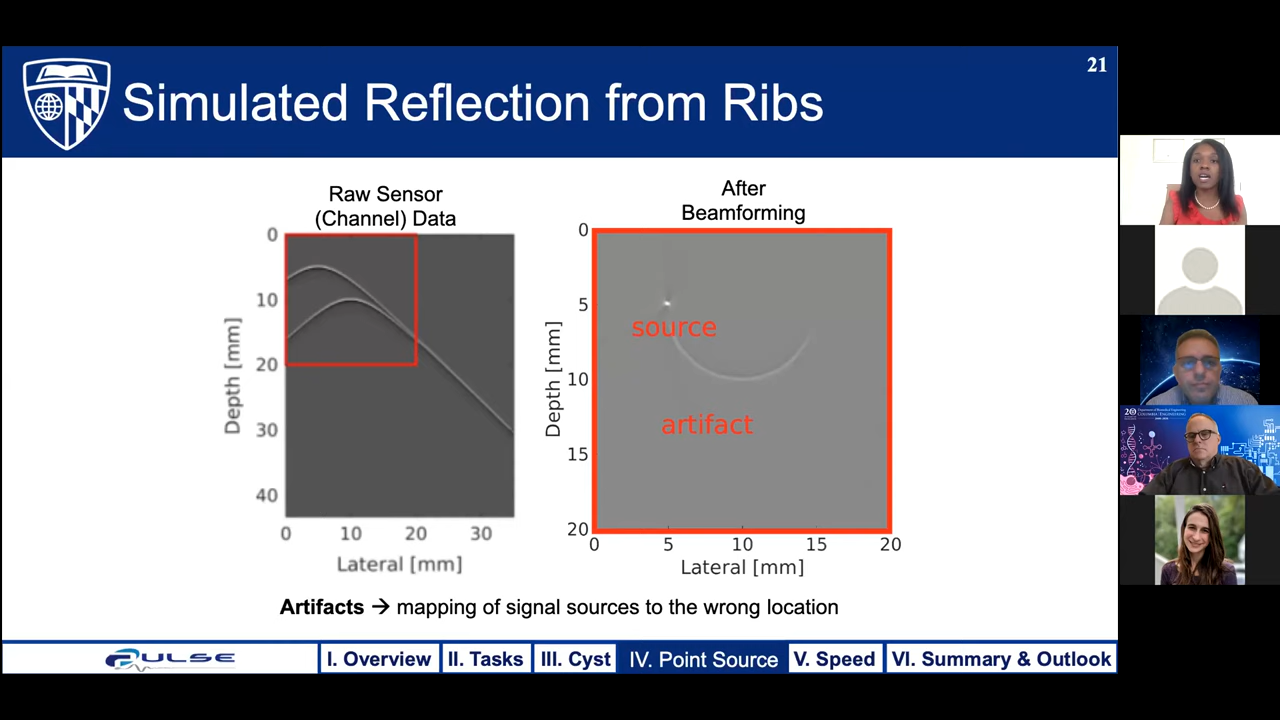 21
Simulated Reflection from Ribs
Raw Sensor
(Channel) Data
After
Beamforming
0
10
20
30
40
Depth [mm]
0 10 20 30
Lateral [mm]
0
5
10
15
20
Depth [mm]
source
artifact
0 5 10 15 20
Lateral [mm]
Artifacts → mapping of signal sources to the wrong location
PULSE
I. Overview
II. Tasks
III. Cyst
IV. Point Source
V. Speed
VI. Summary & Outlook